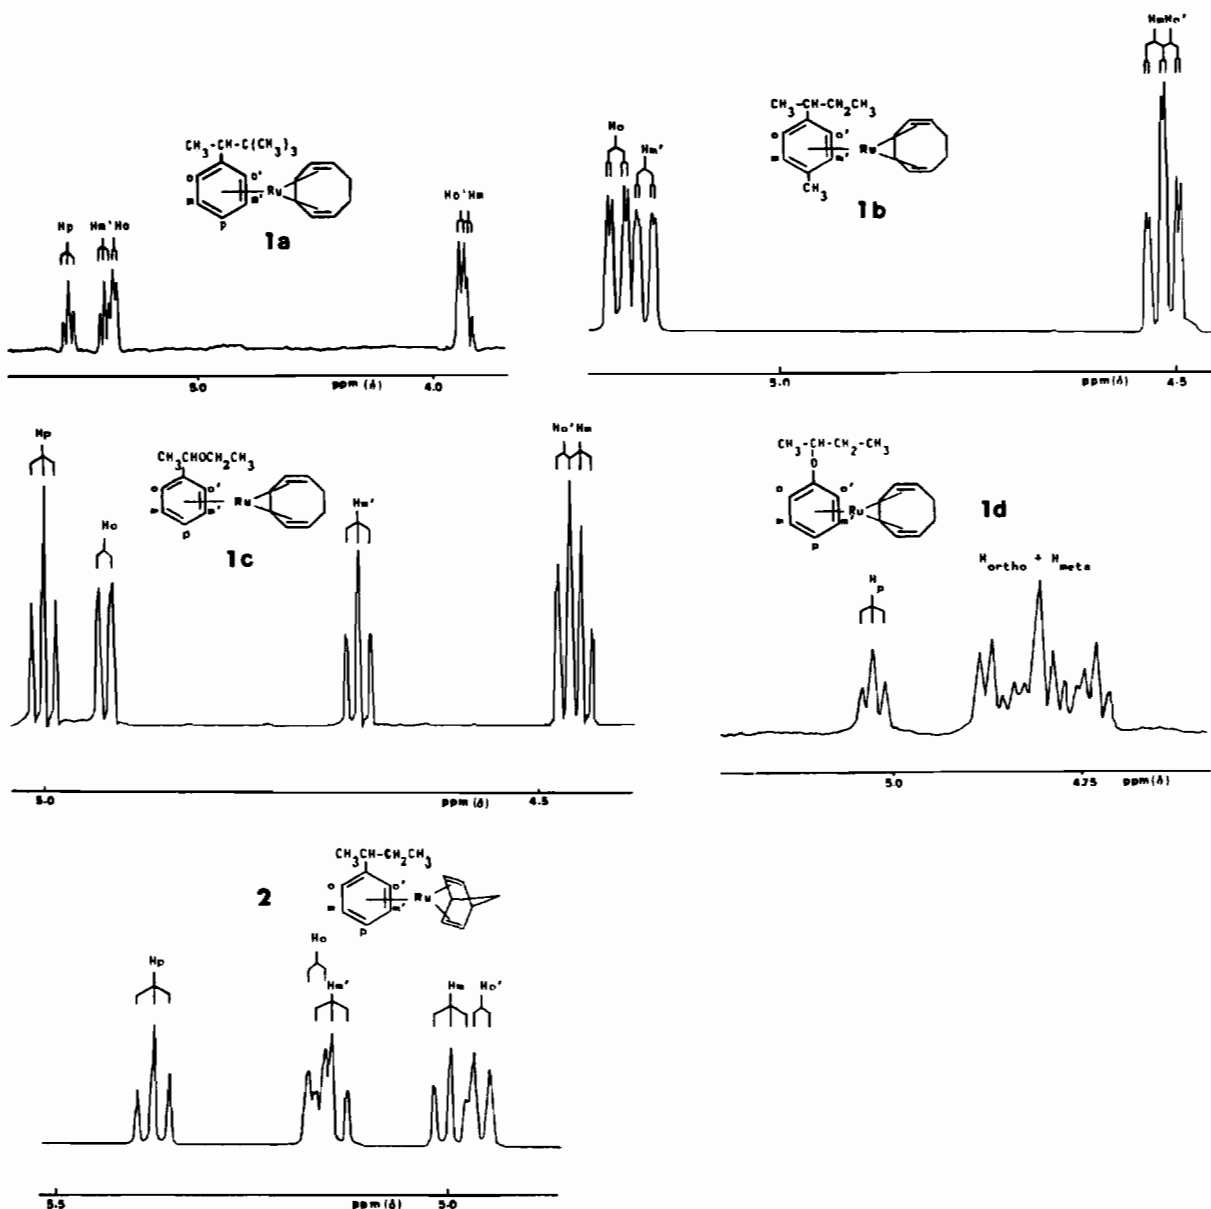 Hp Hm' Ho
CH₃-CH-C(CH₃)₃
o o'
m m'
p
Ru
1a
Ho' Hm
5.0 4.0
ppm (δ)
Ho
Hm'
CH₃-CH-CH₂CH₃
o o'
m m'
CH₃
Ru
1b
HmHo'
5.0 4.5
ppm(δ)
Hp
Ho
CH₃CHOCH₂CH₃
o o'
m m'
p
Ru
1c
Hm'
Ho'Hm
5.0 4.5
ppm(δ)
CH₃-CH-CH₂-CH₃
O
o o'
m m'
p
Ru
1d
Hp
Hortho + Hmeta
5.0 4.75
ppm (δ)
2
CH₃CH-CH₂CH₃
o o'
m m'
p
Ru
Hp
Ho
Hm'
Hm Ho'
5.5 5.0
ppm (δ)